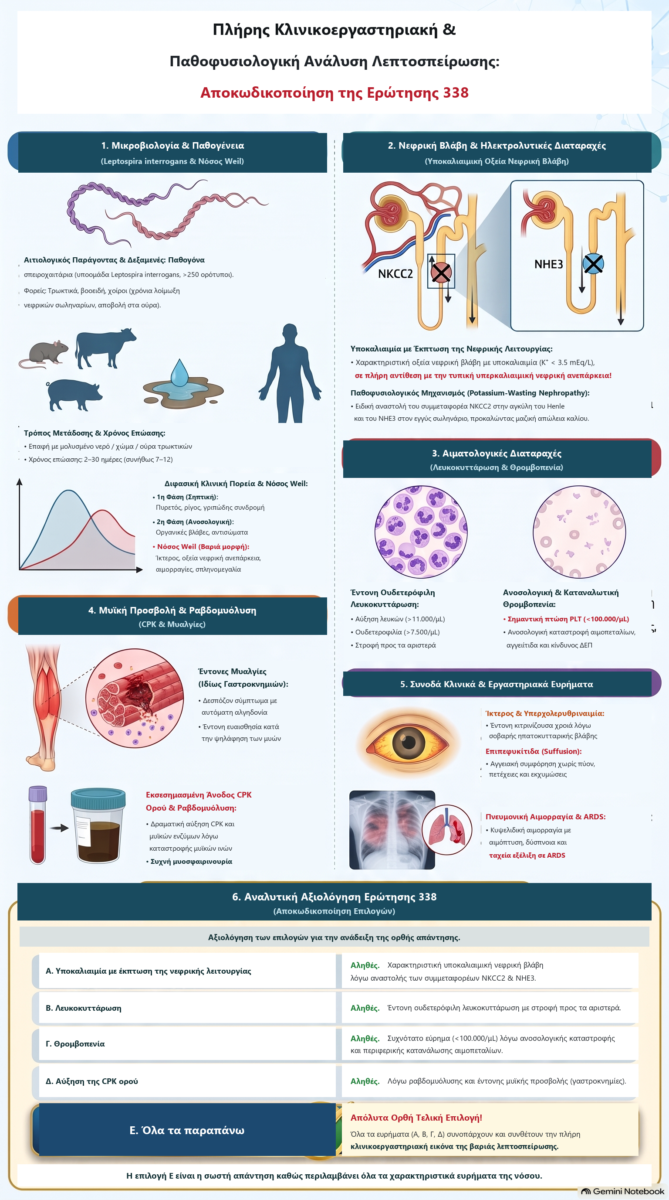 Πλήρης Κλινικοεργαστηριακή &
Παθοφυσιολογική Ανάλυση Λεπτοσπείρωσης:
Αποκωδικοποίηση της Ερώτησης 338
1. Μικροβιολογία & Παθογένεια
(Leptospira interrogans & Νόσος Weil)
Αιτιολογικός Παράγοντας & Δεξαμενές: Παθογόνα
σπειροχαιτάρια (υποομάδα Leptospira interrogans, >250 ορότυποι).
Φορείς: Τρωκτικά, βοοειδή, χοίροι (χρόνια λοίμωξη
νεφρικών σωληναρίων, αποβολή στα ούρα).
Τρόπος Μετάδοσης & Χρόνος Επώασης:
• Επαφή με μολυσμένο νερό / χώμα / ούρα τρωκτικών
• Χρόνος επώασης: 2–30 ημέρες (συνήθως 7–12)
Διφασική Κλινική Πορεία & Νόσος Weil:
• 1η Φάση (Σηπτική):
Πυρετός, ρίγος, γριπώδης συνδρομή
• 2η Φάση (Ανοσολογική):
Οργανικές βλάβες, αντισώματα
• Νόσος Weil (Βαριά μορφή):
Ίκτερος, οξεία νεφρική ανεπάρκεια,
αιμορραγίες, σπληνομεγαλία
2. Νεφρική Βλάβη & Ηλεκτρολυτικές Διαταραχές
(Υποκαλιαιμική Οξεία Νεφρική Βλάβη)
NKCC2
NHE3
Υποκαλιαιμία με Έκπτωση της Νεφρικής Λειτουργίας:
• Χαρακτηριστική οξεία νεφρική βλάβη με υποκαλιαιμία (K⁺ < 3.5 mEq/L),
σε πλήρη αντίθεση με την τυπική υπερκαλιαιμική νεφρική ανεπάρκεια!
Παθοφυσιολογικός Μηχανισμός (Potassium-Wasting Nephropathy):
• Ειδική αναστολή του συμμεταφορέα NKCC2 στην αγκύλη του Henle
και του NHE3 στον εγγύς σωληνάριο, προκαλώντας μαζική απώλεια καλίου.
3. Αιματολογικές Διαταραχές
(Λευκοκυττάρωση & Θρομβοπενία)
Έντονη Ουδετερόφιλη
Λευκοκυττάρωση:
• Αύξηση λευκών (>11.000/μL)
• Ουδετεροφιλία (>7.500/μL)
• Στροφή προς τα αριστερά
Ανοσολογική & Καταναλωτική
Θρομβοπενία:
• Σημαντική πτώση PLT (<100.000/μL)
• Ανοσολογική καταστροφή αιμοπεταλίων,
αγγειίτιδα και κίνδυνος ΔΕΠ
4. Μυϊκή Προσβολή & Ραβδομυόλυση
(CPK & Μυαλγίες)
Έντονες Μυαλγίες
(Ιδίως Γαστροκνημιών):
• Δεσπόζον σύμπτωμα με
αυτόματη αλγηδονία
• Έντονη ευαισθησία κατά
την ψηλάφηση των μυών
Εκσεσημασμένη Άνοδος CPK
Ορού & Ραβδομυόλυση:
• Δραματική αύξηση CPK και
μυϊκών ενζύμων λόγω
καταστροφής μυϊκών ινών
• Συχνή μυοσφαιρινουρία
5. Συνοδά Κλινικά & Εργαστηριακά Ευρήματα
Ίκτερος & Υπερχολερυθριναιμία:
• Έντονη κιτρινίζουσα χροιά λόγω
σοβαρής ηπατοκυτταρικής βλάβης
Επιπεφυκίτιδα (Suffusion):
• Αγγειακή συμφόρηση χωρίς πύον,
πετέχειες και εκχυμώσεις
Πνευμονική Αιμορραγία & ARDS:
• Κυψελιδική αιμορραγία με
αιμόπτυση, δύσπνοια και
ταχεία εξέλιξη σε ARDS
6. Αναλυτική Αξιολόγηση Ερώτησης 338
(Αποκωδικοποίηση Επιλογών)
Αξιολόγηση των επιλογών για την ανάδειξη της ορθής απάντησης.
Α. Υποκαλιαιμία με έκπτωση της νεφρικής λειτουργίας
Αληθές. Χαρακτηριστική υποκαλιαιμική νεφρική βλάβη
λόγω αναστολής των συμμεταφορέων NKCC2 & NHE3.
Β. Λευκοκυττάρωση
Αληθές. Έντονη ουδετερόφιλη λευκοκυττάρωση με στροφή προς τα αριστερά.
Γ. Θρομβοπενία
Αληθές. Συχνότατο εύρημα (<100.000/μL) λόγω ανοσολογικής καταστροφής
και περιφερικής κατανάλωσης αιμοπεταλίων.
Δ. Αύξηση της CPK ορού
Αληθές. Λόγω ραβδομυόλυσης και έντονης μυϊκής προσβολής (γαστροκνημίες).
Ε. Όλα τα παραπάνω
Απόλυτα Ορθή Τελική Επιλογή!
Όλα τα ευρήματα (Α, Β, Γ, Δ) συνοπάρχουν και συνθέτουν την πλήρη
κλινικοεργαστηριακή εικόνα της βαριάς λεπτοσπείρωσης.
Η επιλογή Ε είναι η σωστή απάντηση καθώς περιλαμβάνει όλα τα χαρακτηριστικά ευρήματα της νόσου.
Gemini Notebook